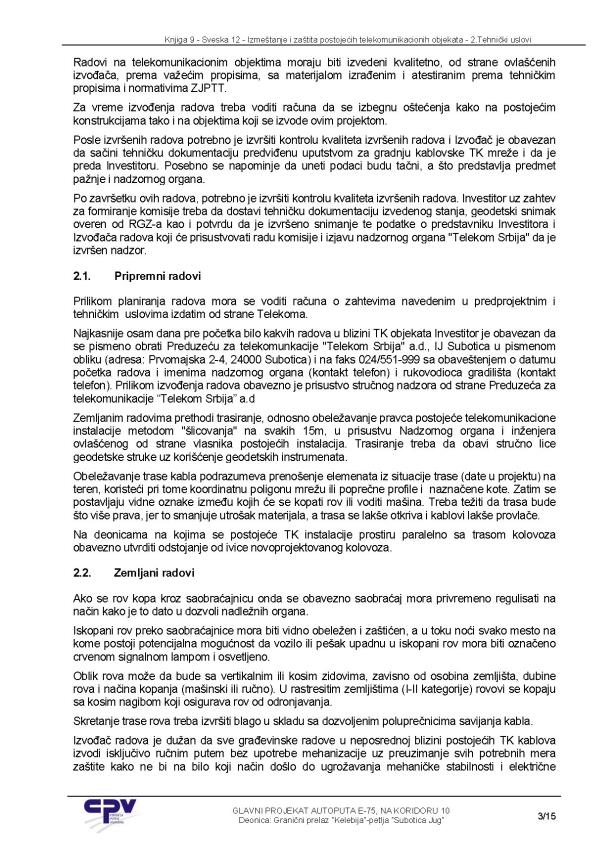 Knjiga 9 - Sveska 12 - Izmeštanje i zaštita postojećih telekomunikacionih objekata - 2.Tehnički uslovi
Radovi na telekomunikacionim objektima moraju biti izvedeni kvalitetno, od strane ovlašćenih
izvođača, prema važećim propisima, sa materijalom izrađenim i atestiranim prema tehničkim
propisima i normativima ZJPTT.
Za vreme izvođenja radova treba voditi računa da se izbegnu oštećenja kako na postojećim
konstrukcijama tako i na objektima koji se izvode ovim projektom.
Posle izvršenih radova potrebno je izvršiti kontrolu kvaliteta izvršenih radova i Izvođač je obavezan
da sačini tehničku dokumentaciju predviđenu uputstvom za gradnju kablovske TK mreže i da je
preda Investitoru. Posebno se napominje da uneti podaci budu tačni, a što predstavlja predmet
pažnje i nadzornog organa.
Po završetku ovih radova, potrebno je izvršiti kontrolu kvaliteta izvršenih radova. Investitor uz zahtev
za formiranje komisije treba da dostavi tehničku dokumentaciju izvedenog stanja, geodetski snimak
overen od RGZ-a kao i potvrdu da je izvršeno snimanje te podatke o predstavniku Investitora i
Izvođača radova koji će prisustvovati radu komisije i izjavu nadzornog organa "Telekom Srbija" da je
izvršen nadzor.
2.1. Pripremni radovi
Prilikom planiranja radova mora se voditi računa o zahtevima navedenim u predprojektnim i
tehničkim uslovima izdatim od strane Telekoma.
Najkasnije osam dana pre početka bilo kakvih radova u blizini TK objekata Investitor je obavezan da
se pismeno obrati Preduzeću za telekomunkacije "Telekom Srbija" a.d., IJ Subotica u pismenom
obliku (adresa: Prvomajska 2-4, 24000 Subotica) i na faks 024/551-999 sa obaveštenjem o datumu
početka radova i imenima nadzornog organa (kontakt telefon) i rukovodioca gradilišta (kontakt
telefon). Prilikom izvođenja radova obavezno je prisustvo stručnog nadzora od strane Preduzeća za
telekomunikacije “Telekom Srbija” a.d
Zemljanim radovima prethodi trasiranje, odnosno obeležavanje pravca postojeće telekomunikacione
instalacije metodom "šlicovanja" na svakih 15m, u prisustvu Nadzornog organa i inženjera
ovlašćenog od strane vlasnika postojećih instalacija. Trasiranje treba da obavi stručno lice
geodetske struke uz korišćenje geodetskih instrumenata.
Obeležavanje trase kabla podrazumeva prenošenje elemenata iz situacije trase (date u projektu) na
teren, koristeći pri tome koordinatnu poligonu mrežu ili poprečne profile i naznačene kote. Zatim se
postavljaju vidne oznake između kojih će se kopati rov ili voditi mašina. Treba težiti da trasa bude
što više prava, jer to smanjuje utrošak materijala, a trasa se lakše otkriva i kablovi lakše provlače.
Na deonicama na kojima se postojeće TK instalacije prostiru paralelno sa trasom kolovoza
obavezno utvrditi odstojanje od ivice novoprojektovanog kolovoza.
2.2. Zemljani radovi
Ako se rov kopa kroz saobraćajnicu onda se obavezno saobraćaj mora privremeno regulisati na
način kako je to dato u dozvoli nadležnih organa.
Iskopani rov preko saobraćajnice mora biti vidno obeležen i zaštićen, a u toku noći svako mesto na
kome postoji potencijalna mogućnost da vozilo ili pešak upadnu u iskopani rov mora biti označeno
crvenom signalnom lampom i osvetljeno.
Oblik rova može da bude sa vertikalnim ili kosim zidovima, zavisno od osobina zemljišta, dubine
rova i načina kopanja (mašinski ili ručno). U rastresitim zemljištima (I-II kategorije) rovovi se kopaju
sa kosim nagibom koji osigurava rov od odronjavanja.
Skretanje trase rova treba izvršiti blago u skladu sa dozvoljenim poluprečnicima savijanja kabla.
Izvođač radova je dužan da sve građevinske radove u neposrednoj blizini postojećih TK kablova
izvodi isključivo ručnim putem bez upotrebe mehanizacije uz preuzimanje svih potrebnih mera
zaštite kako ne bi na bilo koji način došlo do ugrožavanja mehaničke stabilnosti i električne
CPV
GLAVNI PROJEKAT AUTOPUTA E-75, NA KORIDORU 10
Deonica: Granični prelaz "Kelebija"-petlja "Subotica Jug"
3/15